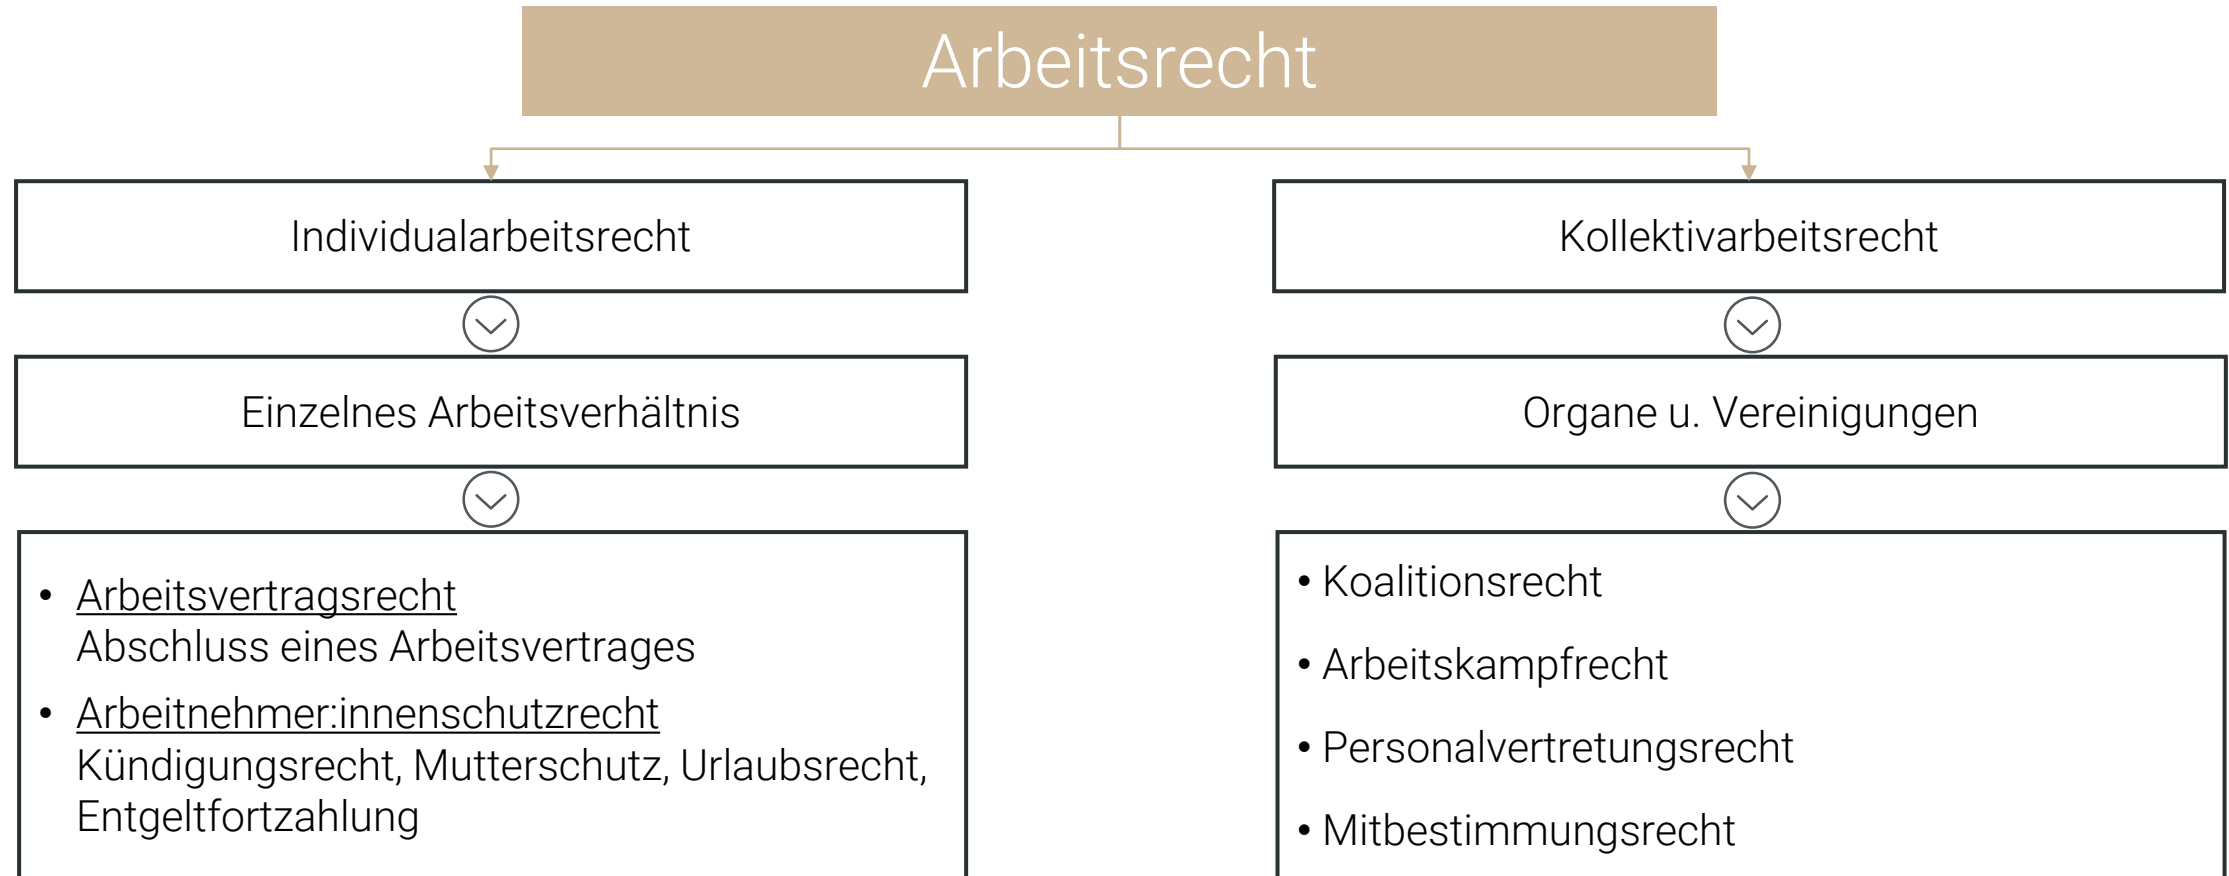 Arbeitsrecht
Individualarbeitsrecht
Einzelnes Arbeitsverhältnis
• Arbeitsvertragsrecht
Abschluss eines Arbeitsvertrages
• Arbeitnehmer:innenschutzrecht
Kündigungsrecht, Mutterschutz, Urlaubsrecht,
Entgeltfortzahlung
Kollektivarbeitsrecht
Organe u. Vereinigungen
• Koalitionsrecht
• Arbeitskampfrecht
• Personalvertretungsrecht
• Mitbestimmungsrecht